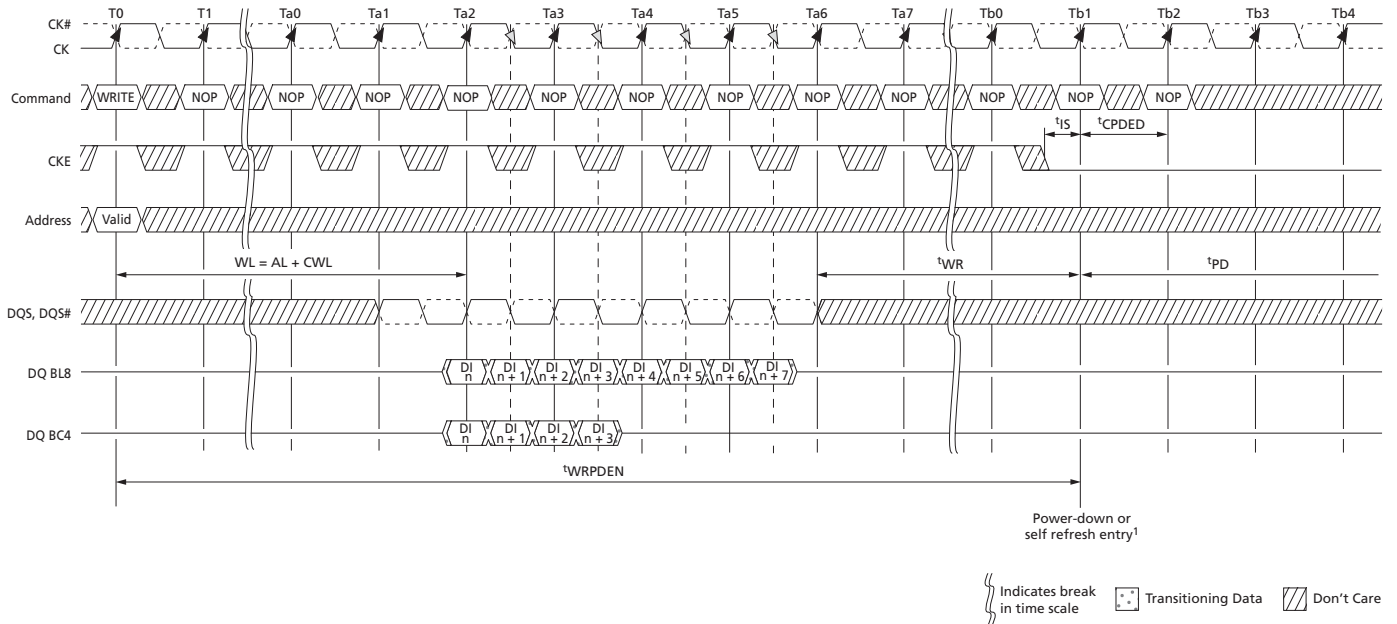 T0 T1 Ta0 Ta1 Ta2 Ta3 Ta4 Ta5 Ta6 Ta7 Tb0 Tb1 Tb2 Tb3 Tb4
CK#
CK
Command WRITE NOP NOP NOP NOP NOP NOP NOP NOP NOP NOP NOP NOP
tIS tCPDED
CKE
Address Valid
WL = AL + CWL tWR tPD
DQS, DQS#
DQ BL8 DI n DI n + 1 DI n + 2 DI n + 3 DI n + 4 DI n + 5 DI n + 6 DI n + 7
DQ BC4 DI n DI n + 1 DI n + 2 DI n + 3
tWRPDEN
Power-down or
self refresh entry1
Indicates break
in time scale
Transitioning Data
Don't Care